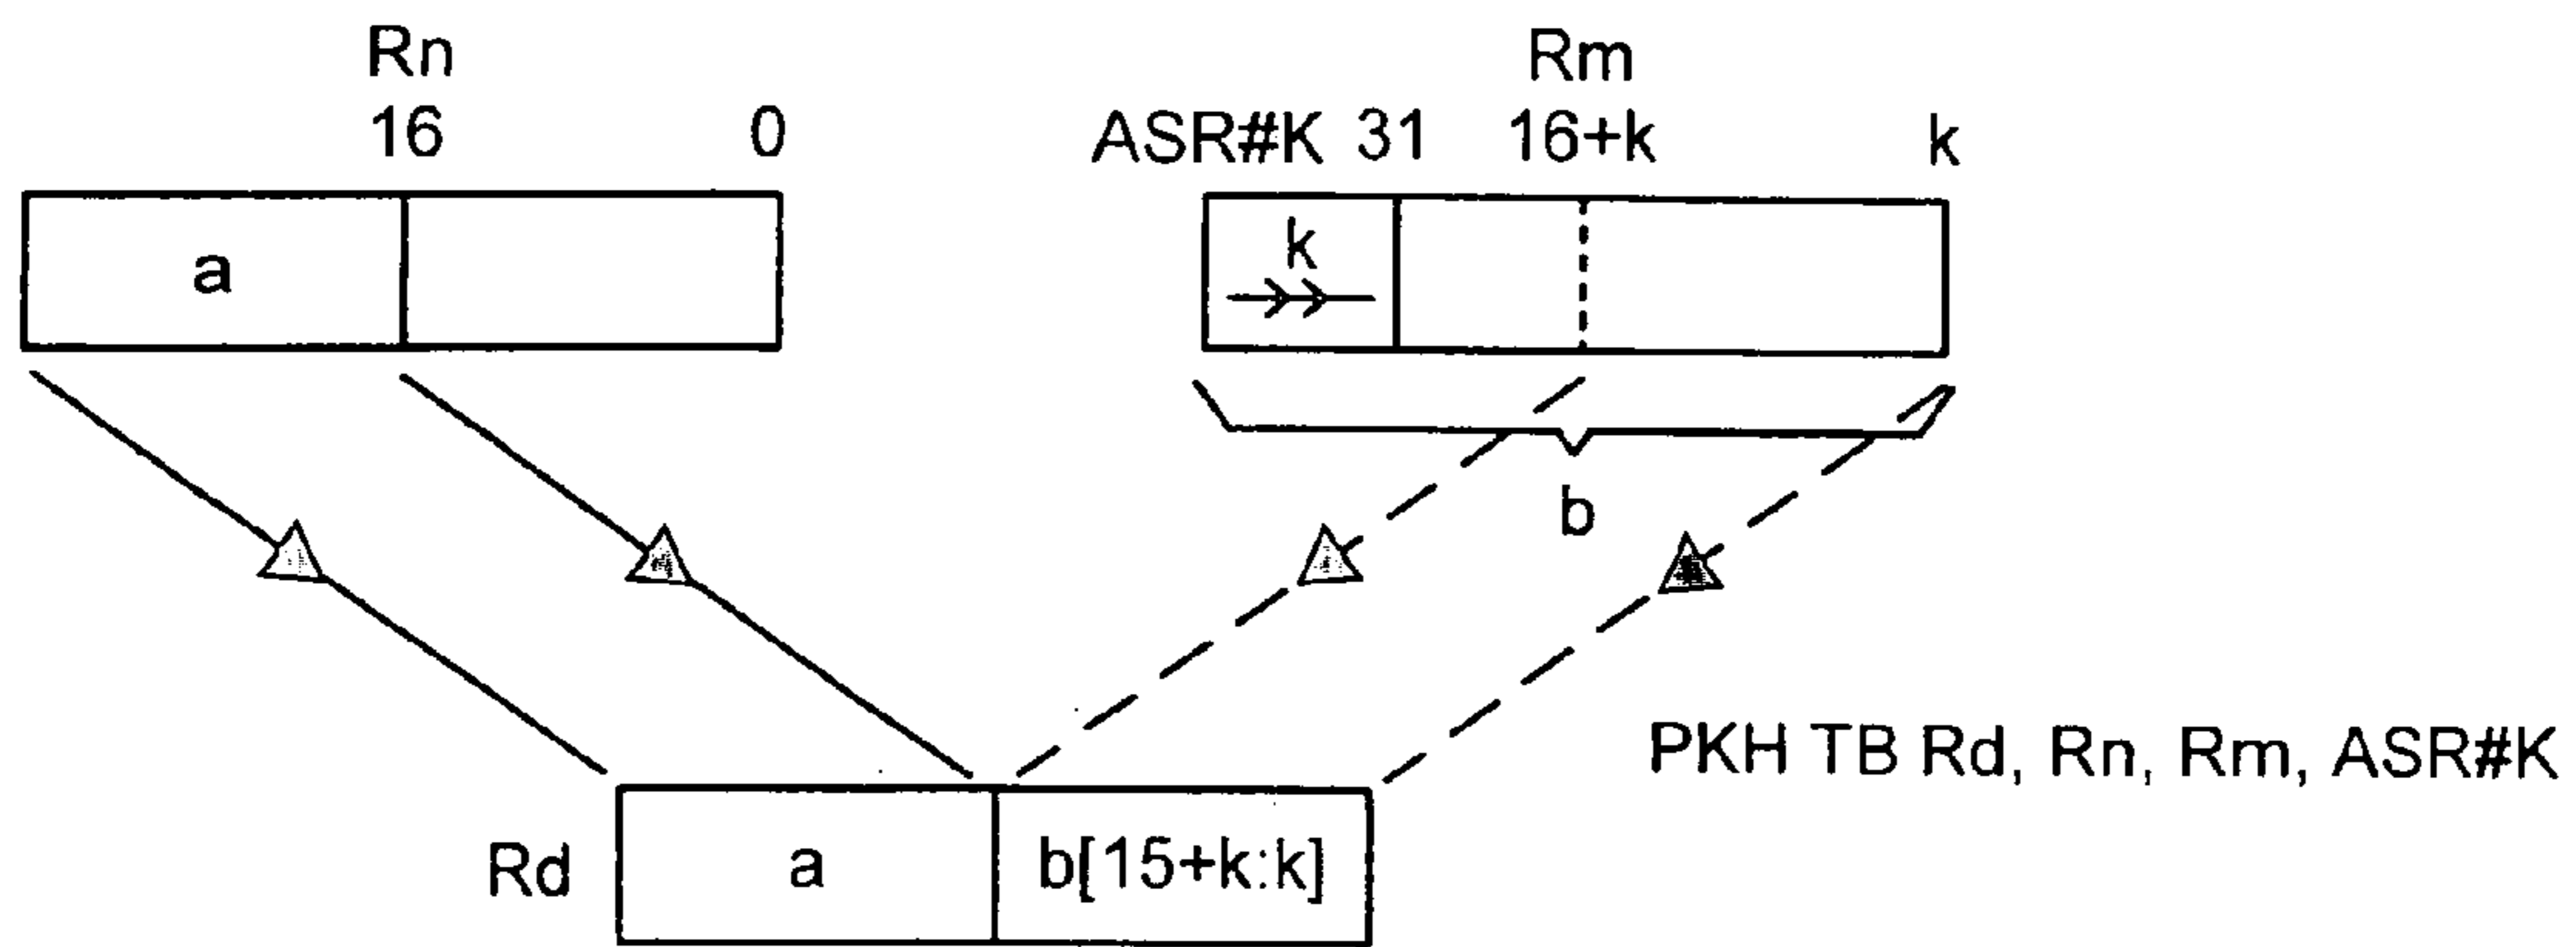 Rn
16 0
Rm
ASR#K 31 16+k k
a
k
b
PKH TB Rd, Rn, Rm, ASR#K
Rd
a
b[15+k:k]